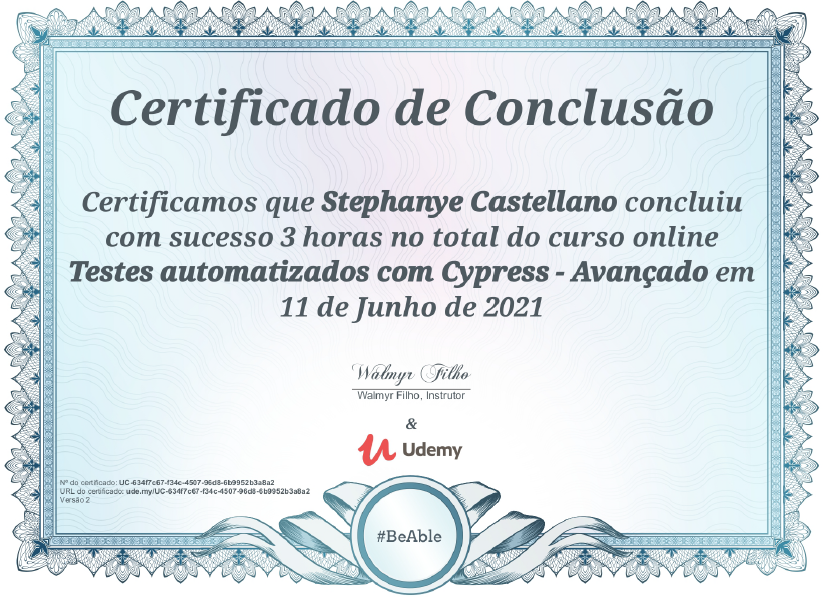 Certificado de Conclusão
Certificamos que Stephanye Castellano concluiu
com sucesso 3 horas no total do curso online
Testes automatizados com Cypress - Avançado em
11 de Junho de 2021
Walmyr Filho
Walmyr Filho, Instrutor
&
Udemy
Nº do certificado: UC-634f7c67-f34c-4507-96d8-6b9952b3a8a2
URL do certificado: ude.my/UC-634f7c67-f34c-4507-96d8-6b9952b3a8a2
Versão 2
#BeAble